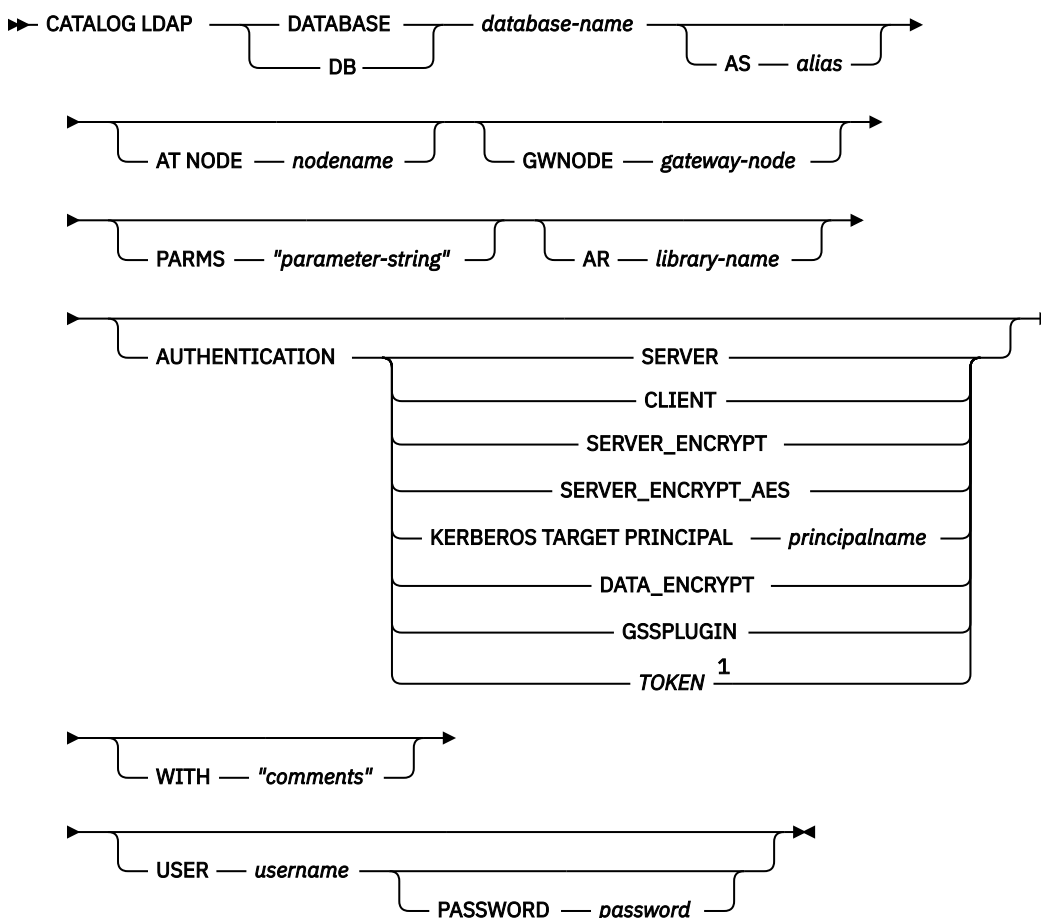 CATALOG LDAP DATABASE database-name
DB
AS alias
AT NODE nodename GWNODE gateway-node
PARMS "parameter-string" AR library-name
AUTHENTICATION SERVER
CLIENT
SERVER_ENCRYPT
SERVER_ENCRYPT_AES
KERBEROS TARGET PRINCIPAL principalname
DATA_ENCRYPT
GSSPLUGIN
TOKEN 1
WITH "comments"
USER username
PASSWORD password